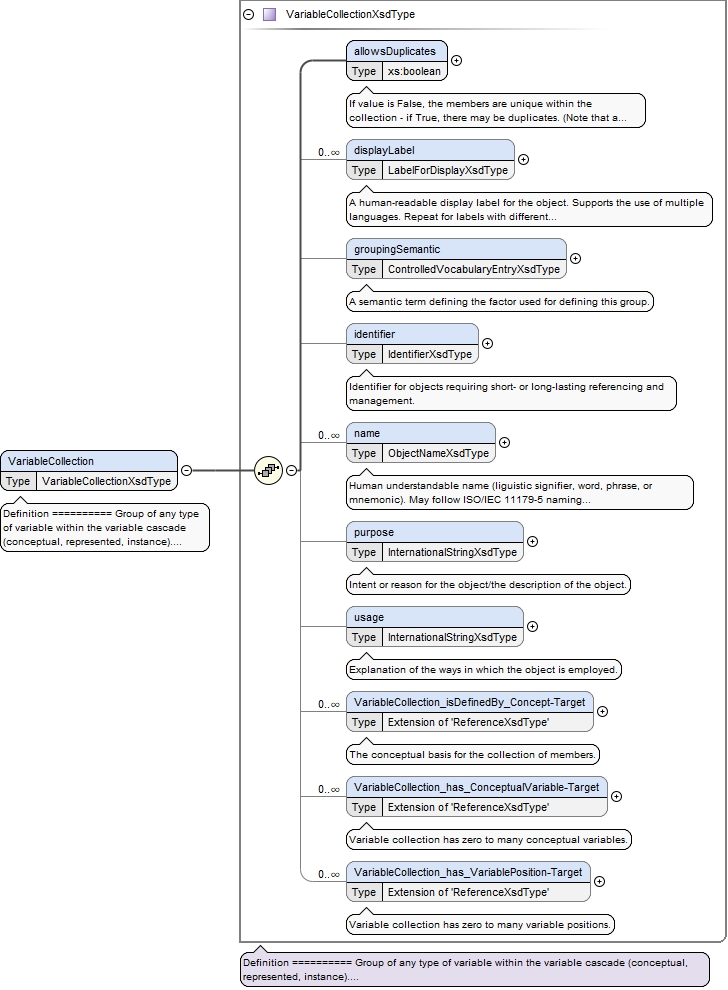 VariableCollectionXsdType
allowsDuplicates
Type xs:boolean
If value is False, the members are unique within the
collection - if True, there may be duplicates. (Note that a...
0..∞
displayLabel
Type LabelForDisplayXsdType
A human-readable display label for the object. Supports the use of multiple
languages. Repeat for labels with different...
groupingSemantic
Type ControlledVocabularyEntryXsdType
A semantic term defining the factor used for defining this group.
identifier
Type IdentifierXsdType
Identifier for objects requiring short- or long-lasting referencing and
management.
0..∞
name
Type ObjectNameXsdType
Human understandable name (liguistic signifier, word, phrase, or
mnemonic). May follow ISO/IEC 11179-5 naming...
VariableCollection
Type VariableCollectionXsdType
Definition ========== Group of any type
of variable within the variable cascade
(conceptual, represented, instance)....
purpose
Type InternationalStringXsdType
Intent or reason for the object/the description of the object.
usage
Type InternationalStringXsdType
Explanation of the ways in which the object is employed.
0..∞
VariableCollection_isDefinedBy_Concept-Target
Type Extension of 'ReferenceXsdType'
The conceptual basis for the collection of members.
0..∞
VariableCollection_has_ConceptualVariable-Target
Type Extension of 'ReferenceXsdType'
Variable collection has zero to many conceptual variables.
0..∞
VariableCollection_has_VariablePosition-Target
Type Extension of 'ReferenceXsdType'
Variable collection has zero to many variable positions.
Definition ========== Group of any type of variable within the variable cascade (conceptual,
represented, instance)....